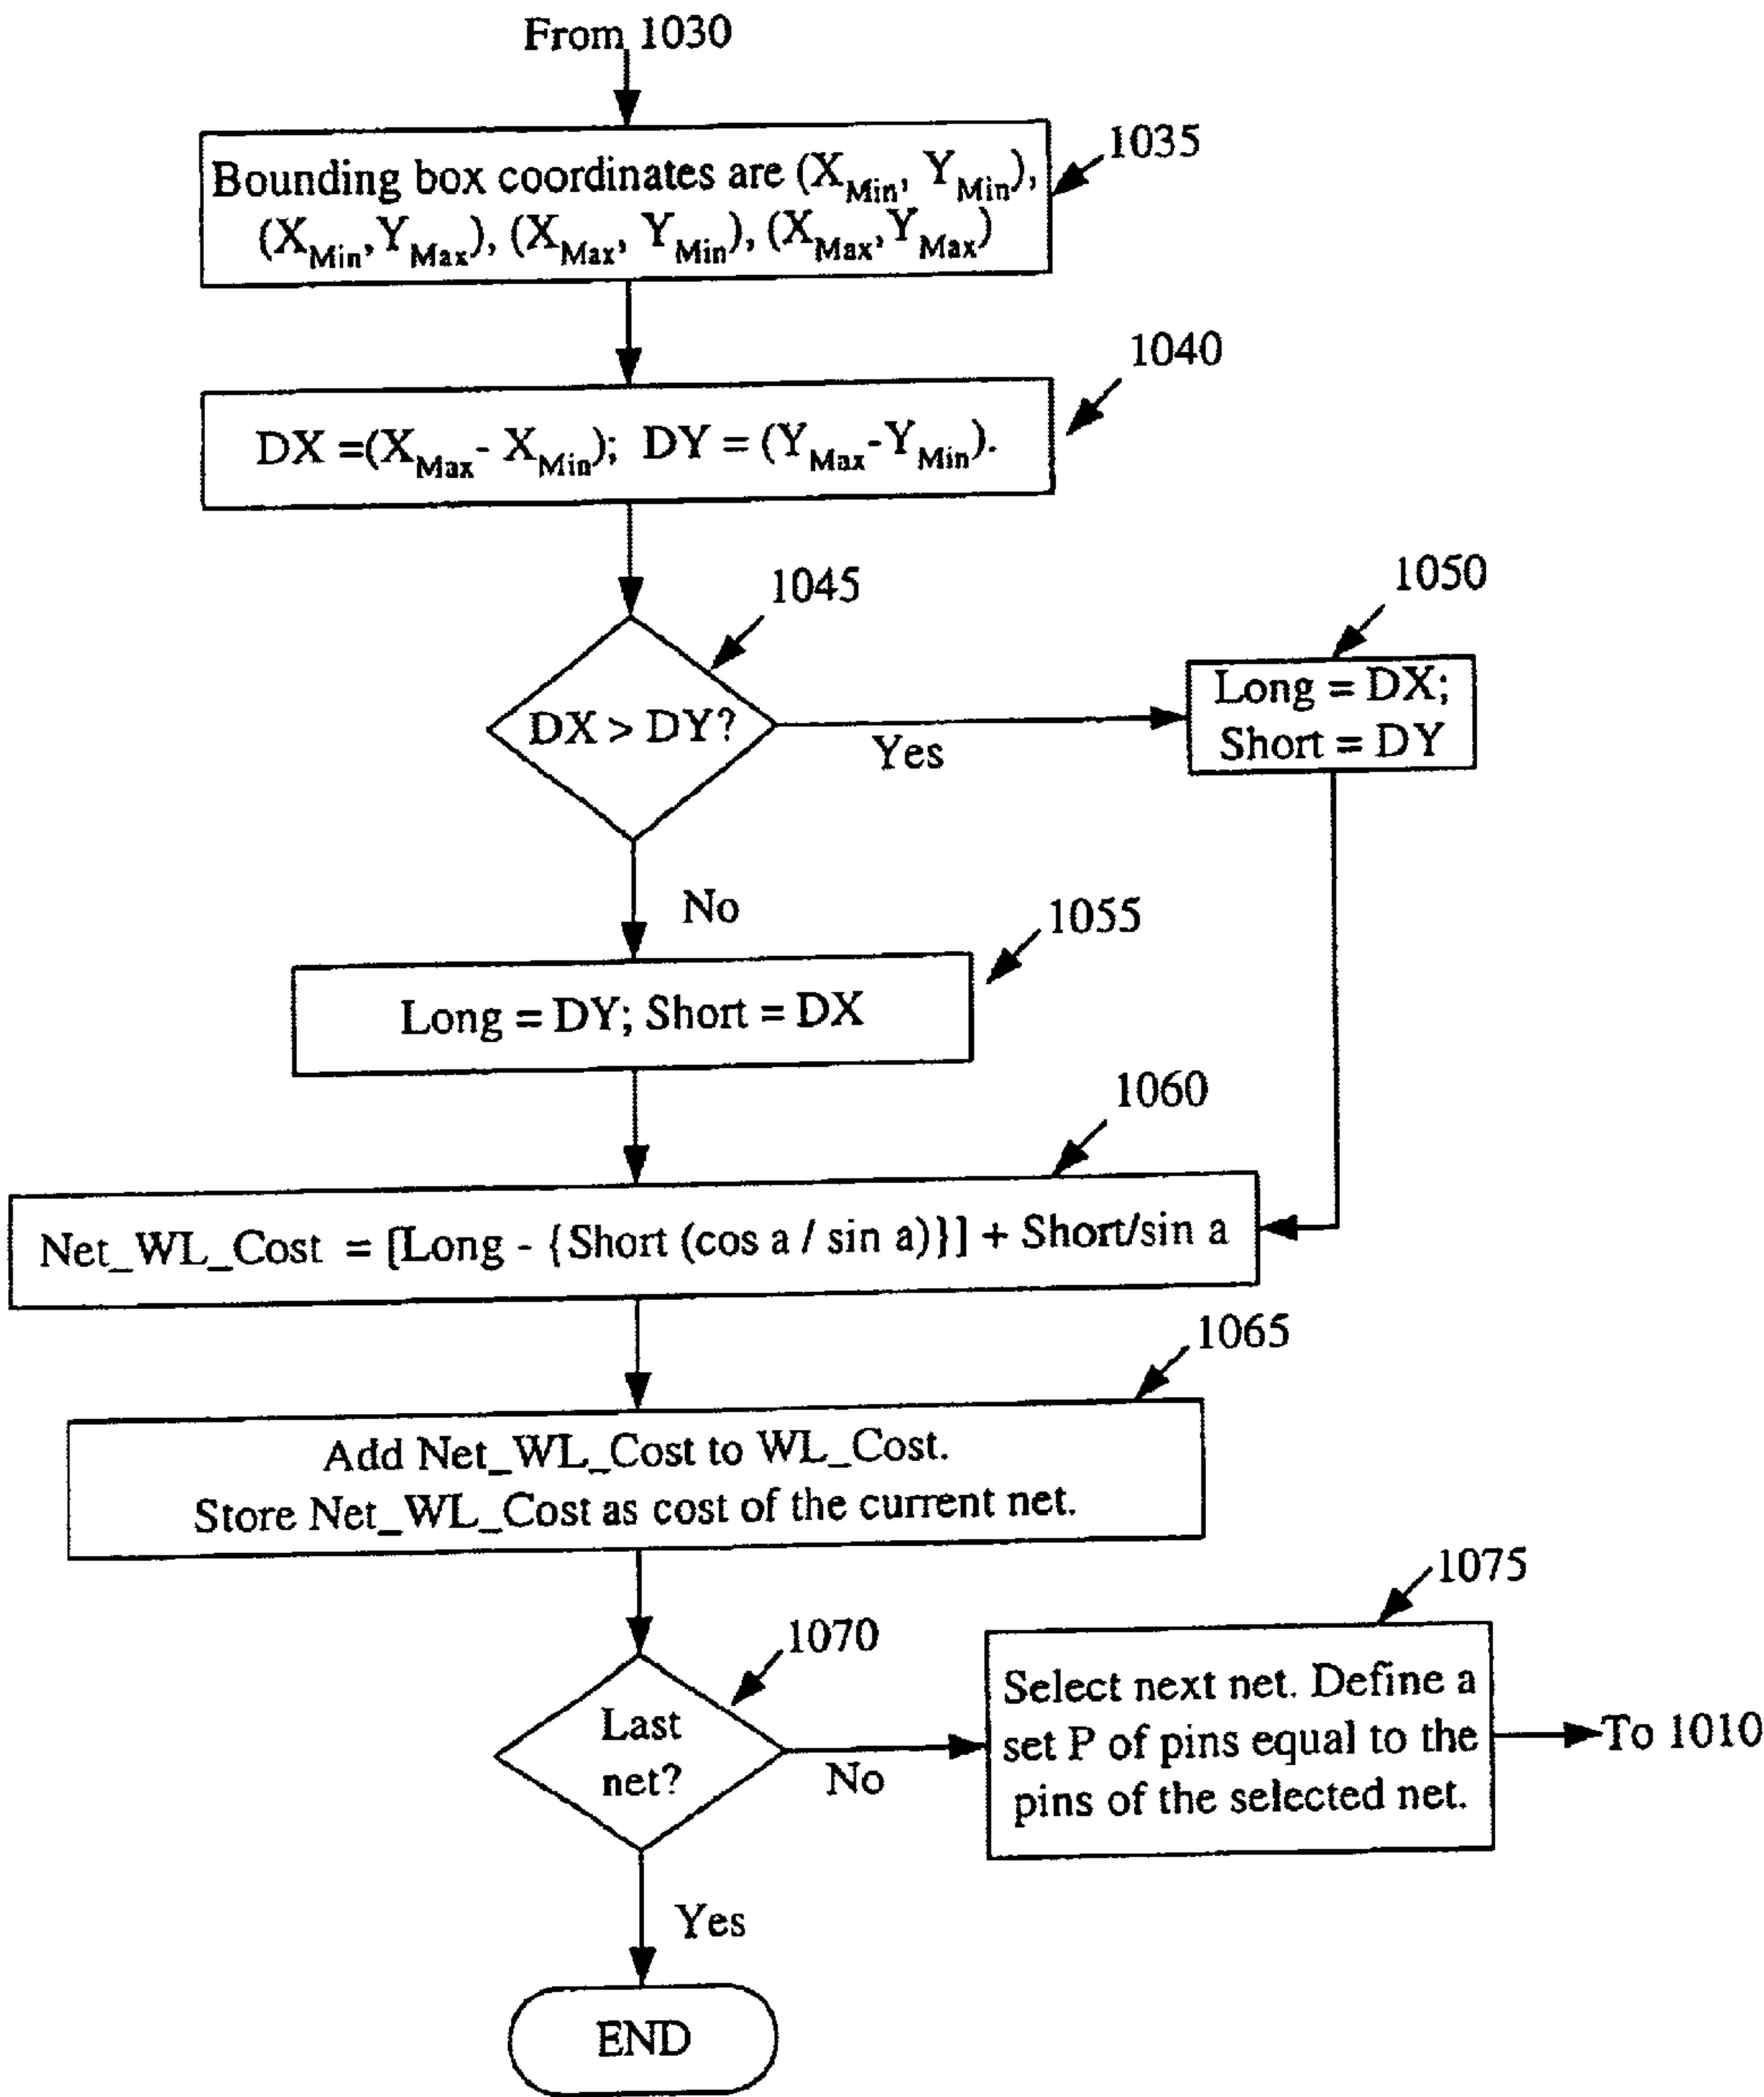 From 1030
1035
Bounding box coordinates are (X_Min, Y_Min),
(X_Min,Y_Max), (X_Max, Y_Min), (X_Max,Y_Max)
1040
DX =(X_Max- X_Min); DY = (Y_Max-Y_Min).
1045
DX > DY?
Yes
1050
Long = DX;
Short = DY
No
1055
Long = DY; Short = DX
1060
Net_WL_Cost = [Long - {Short (cos a / sin a)}] + Short/sin a
1065
Add Net_WL_Cost to WL_Cost.
Store Net_WL_Cost as cost of the current net.
1070
Last
net?
No
1075
Select next net. Define a
set P of pins equal to the
pins of the selected net.
To 1010
Yes
END